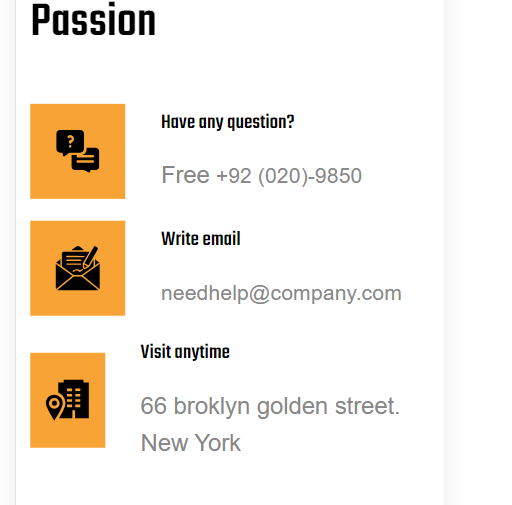 Passion
Have any question?
Free +92 (020)-9850
Write email
needhelp@company.com
Visit anytime
66 broklyn golden street.
New York